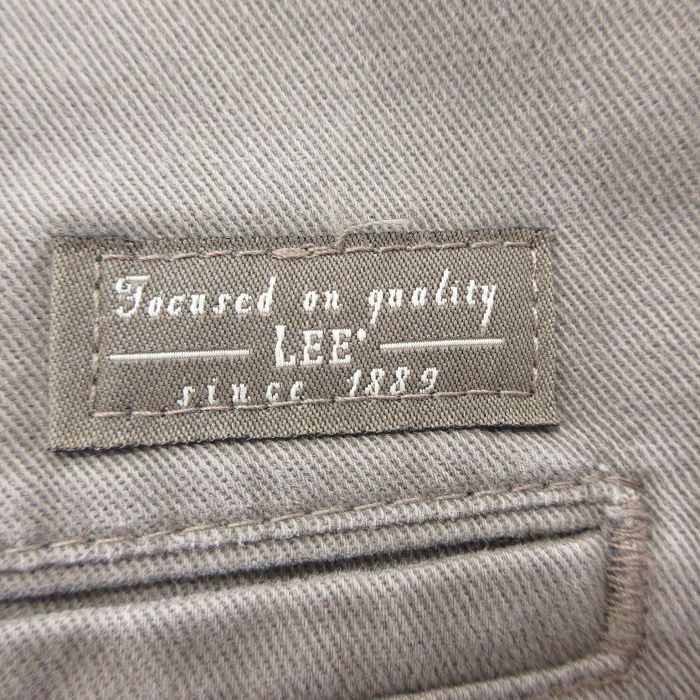 Focused on quality
LEE
since 1889